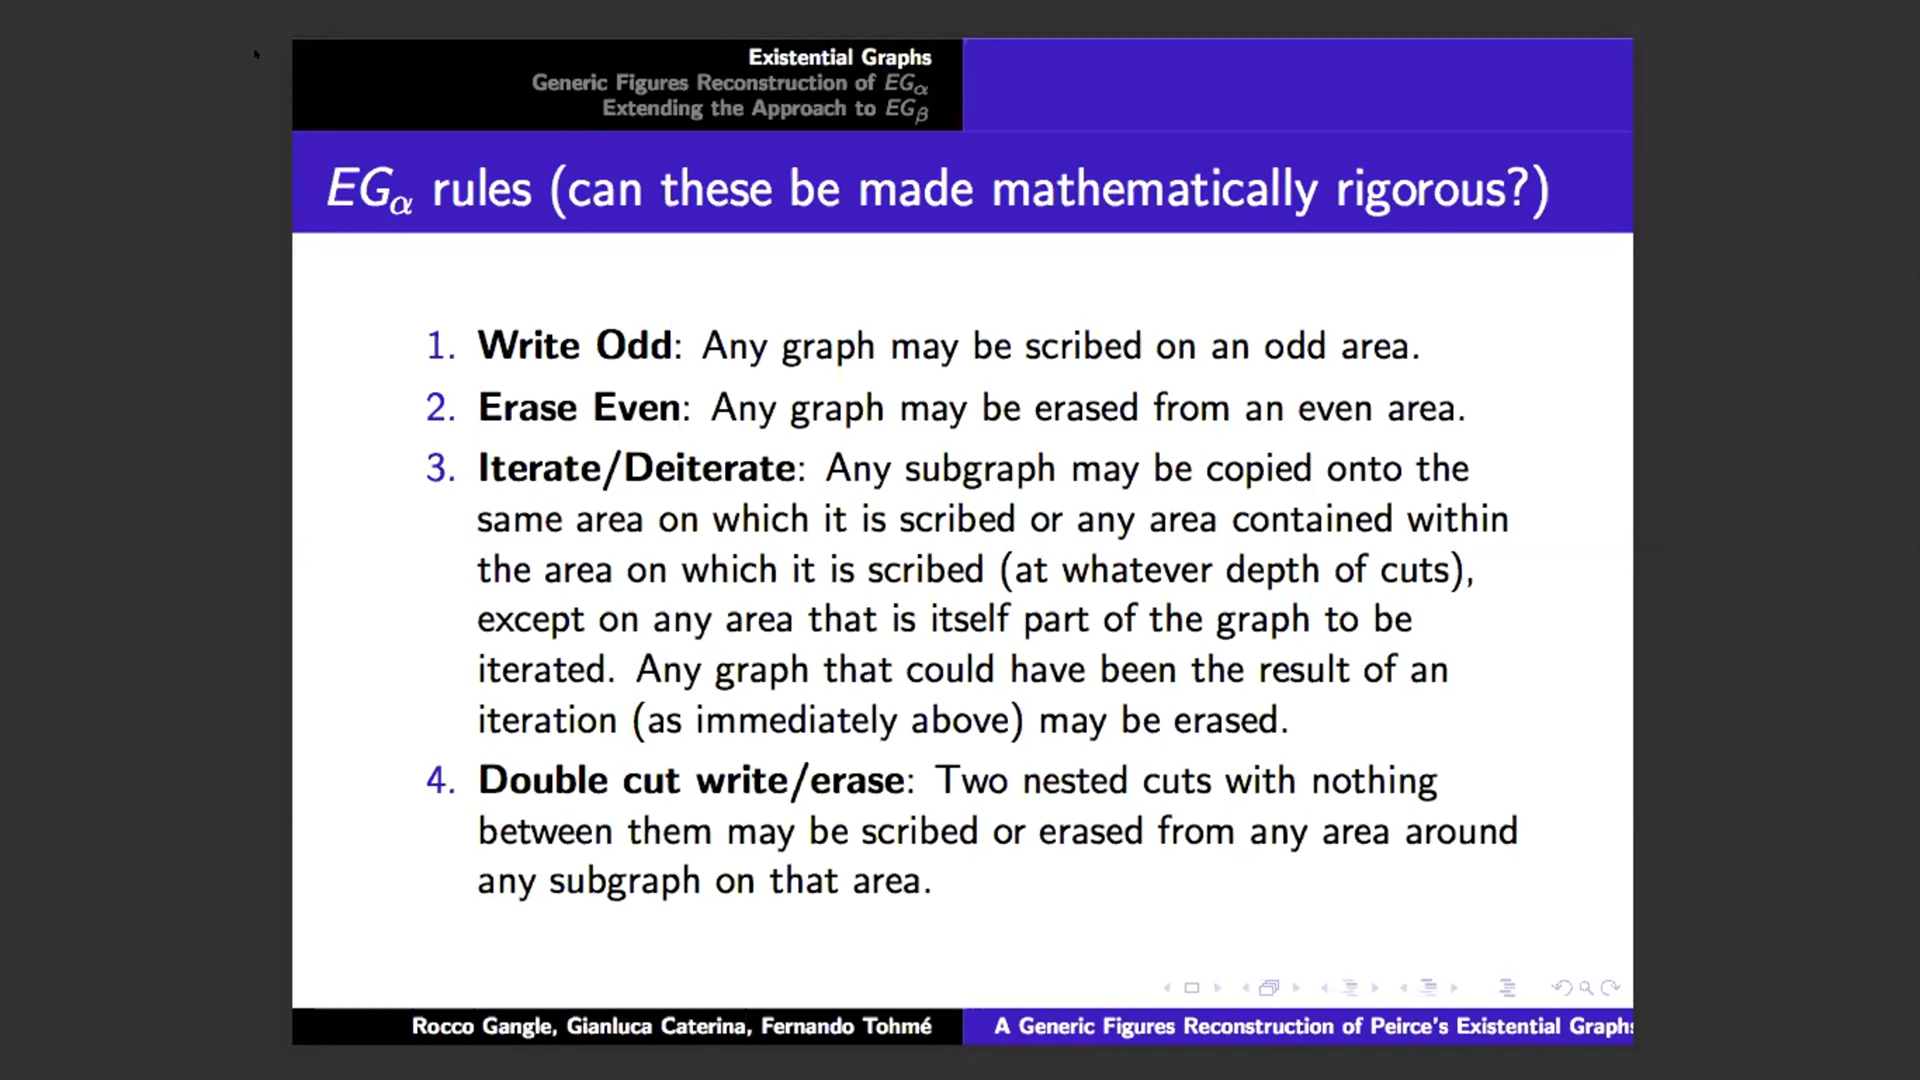 Existential Graphs
Generic Figures Reconstruction of EGα
Extending the Approach to EGβ
EGα rules (can these be made mathematically rigorous?)
1. Write Odd: Any graph may be scribed on an odd area.
2. Erase Even: Any graph may be erased from an even area.
3. Iterate/Deiterate: Any subgraph may be copied onto the
same area on which it is scribed or any area contained within
the area on which it is scribed (at whatever depth of cuts),
except on any area that is itself part of the graph to be
iterated. Any graph that could have been the result of an
iteration (as immediately above) may be erased.
4. Double cut write/erase: Two nested cuts with nothing
between them may be scribed or erased from any area around
any subgraph on that area.
Rocco Gangle, Gianluca Caterina, Fernando Tohmé
A Generic Figures Reconstruction of Peirce's Existential Graphs